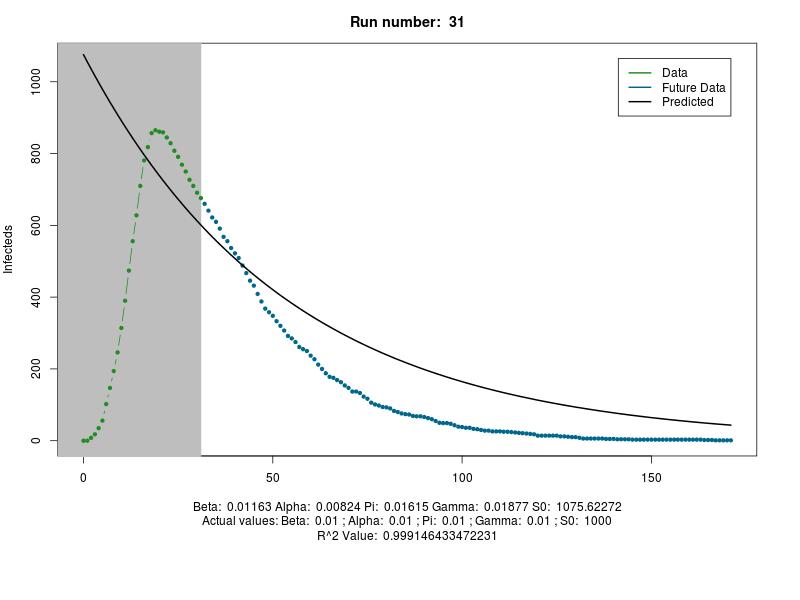 Run number: 31
Data
Future Data
Predicted
Infecteds
1000
800
600
400
200
0
0 50 100 150
Beta: 0.01163 Alpha: 0.00824 Pi: 0.01615 Gamma: 0.01877 S0: 1075.62272
Actual values: Beta: 0.01 ; Alpha: 0.01 ; Pi: 0.01 ; Gamma: 0.01 ; S0: 1000
R^2 Value: 0.999146433472231